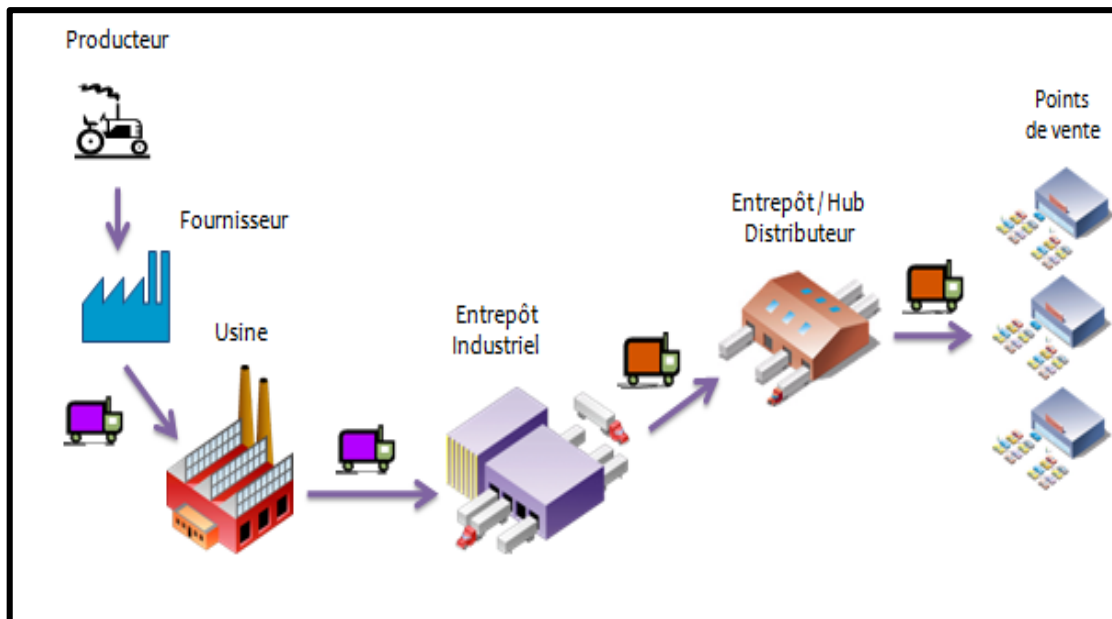 Producteur
Fournisseur
Usine
Entrepôt
Industriel
Entrepôt / Hub
Distributeur
Points
de vente